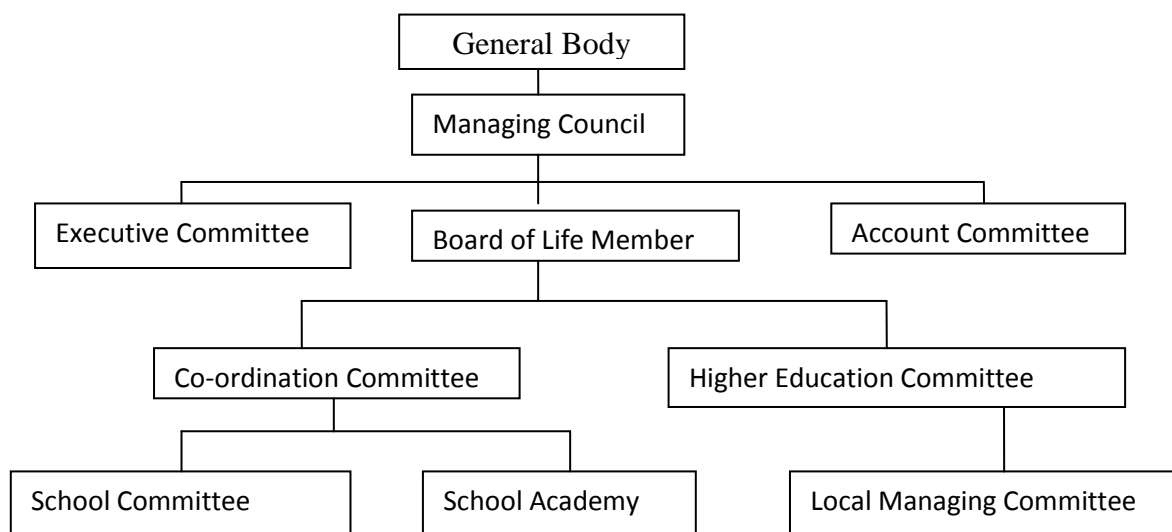 General Body
Managing Council
Executive Committee
Board of Life Member
Account Committee
Co-ordination Committee
Higher Education Committee
School Committee
School Academy
Local Managing Committee